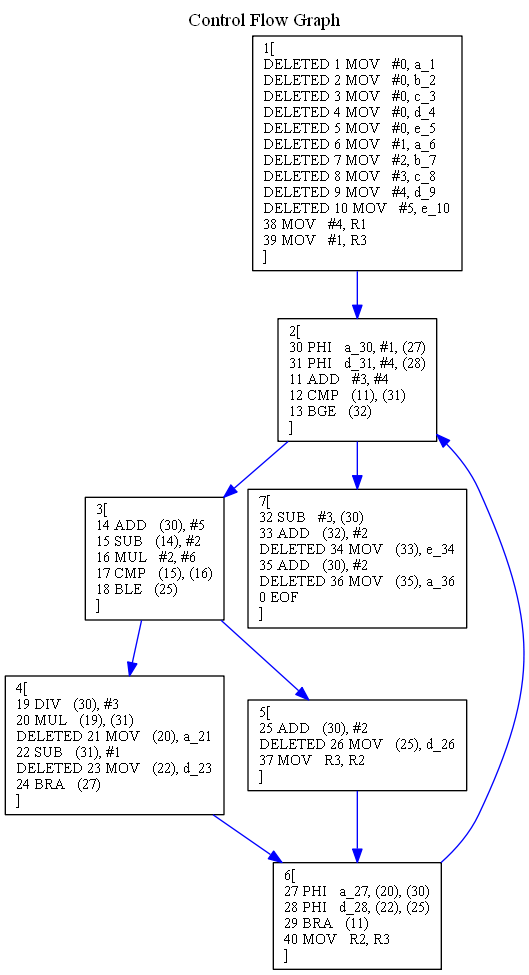 Control Flow Graph
1[
DELETED 1 MOV #0, a_1
DELETED 2 MOV #0, b_2
DELETED 3 MOV #0, c_3
DELETED 4 MOV #0, d_4
DELETED 5 MOV #0, e_5
DELETED 6 MOV #1, a_6
DELETED 7 MOV #2, b_7
DELETED 8 MOV #3, c_8
DELETED 9 MOV #4, d_9
DELETED 10 MOV #5, e_10
38 MOV #4, R1
39 MOV #1, R3
]
2[
30 PHI a_30, #1, (27)
31 PHI d_31, #4, (28)
11 ADD #3, #4
12 CMP (11), (31)
13 BGE (32)
]
3[
14 ADD (30), #5
15 SUB (14), #2
16 MUL #2, #6
17 CMP (15), (16)
18 BLE (25)
]
7[
32 SUB #3, (30)
33 ADD (32), #2
DELETED 34 MOV (33), e_34
35 ADD (30), #2
DELETED 36 MOV (35), a_36
0 EOF
]
4[
19 DIV (30), #3
20 MUL (19), (31)
DELETED 21 MOV (20), a_21
22 SUB (31), #1
DELETED 23 MOV (22), d_23
24 BRA (27)
]
5[
25 ADD (30), #2
DELETED 26 MOV (25), d_26
37 MOV R3, R2
]
6[
27 PHI a_27, (20), (30)
28 PHI d_28, (22), (25)
29 BRA (11)
40 MOV R2, R3
]